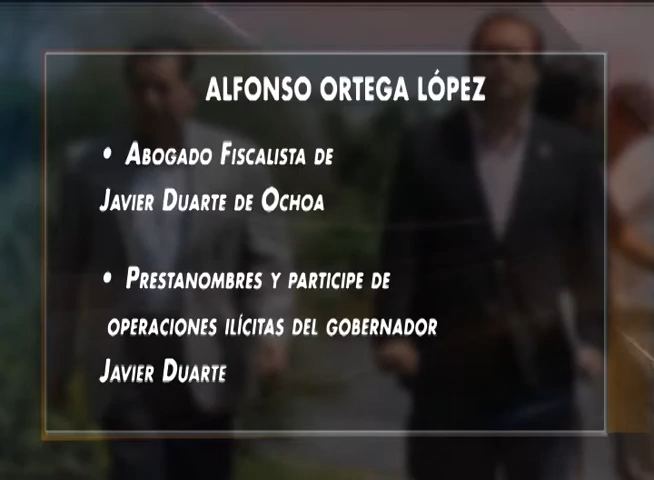 ALFONSO ORTEGA LÓPEZ
• ABOGADO FISCALISTA DE
JAVIER DUARTE DE OCHOA
• PRESTANOMBRES Y PARTICIPE DE
OPERACIONES ILÍCITAS DEL GOBERNADOR
JAVIER DUARTE